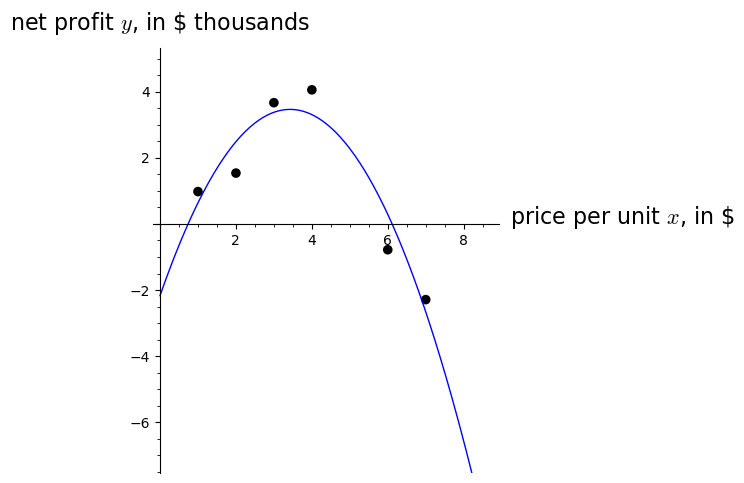 net profit y, in $ thousands
4
2
price per unit x, in $
2 4 6 8
−2
−4
−6